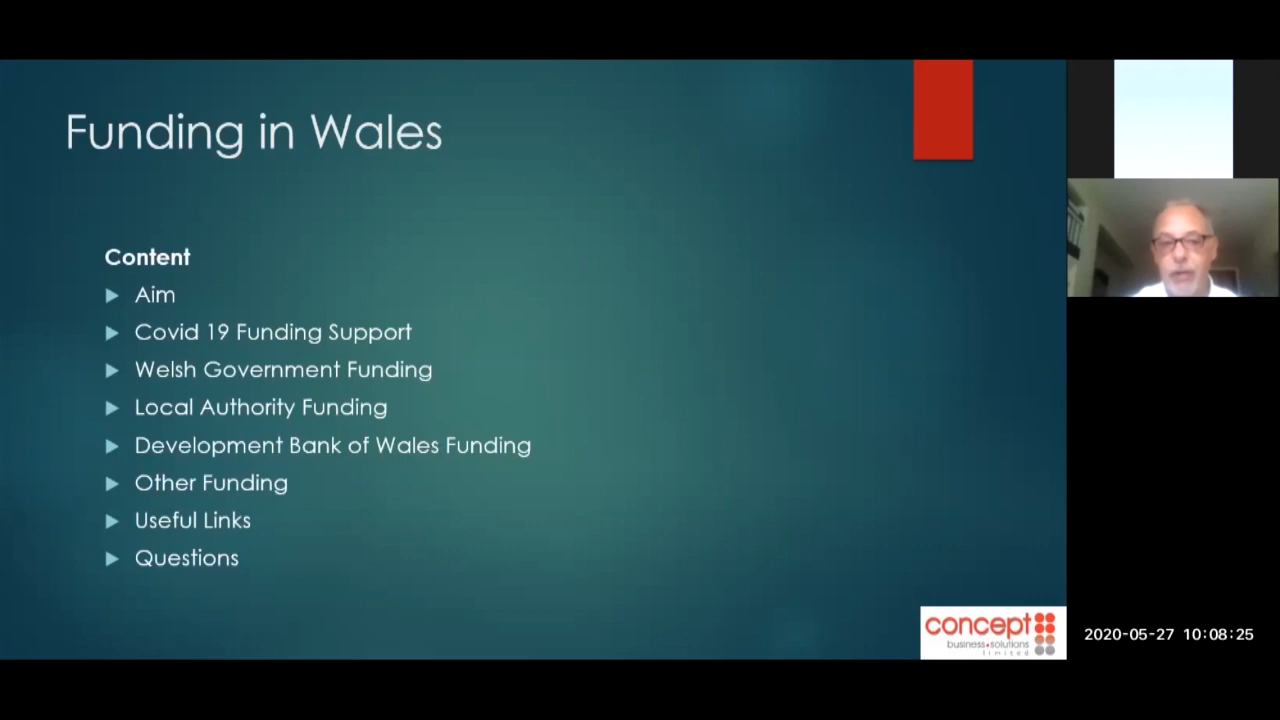 Funding in Wales
Content
Aim
Covid 19 Funding Support
Welsh Government Funding
Local Authority Funding
Development Bank of Wales Funding
Other Funding
Useful Links
Questions
concept
business•solutions
limited
2020-05-27 10:08:25